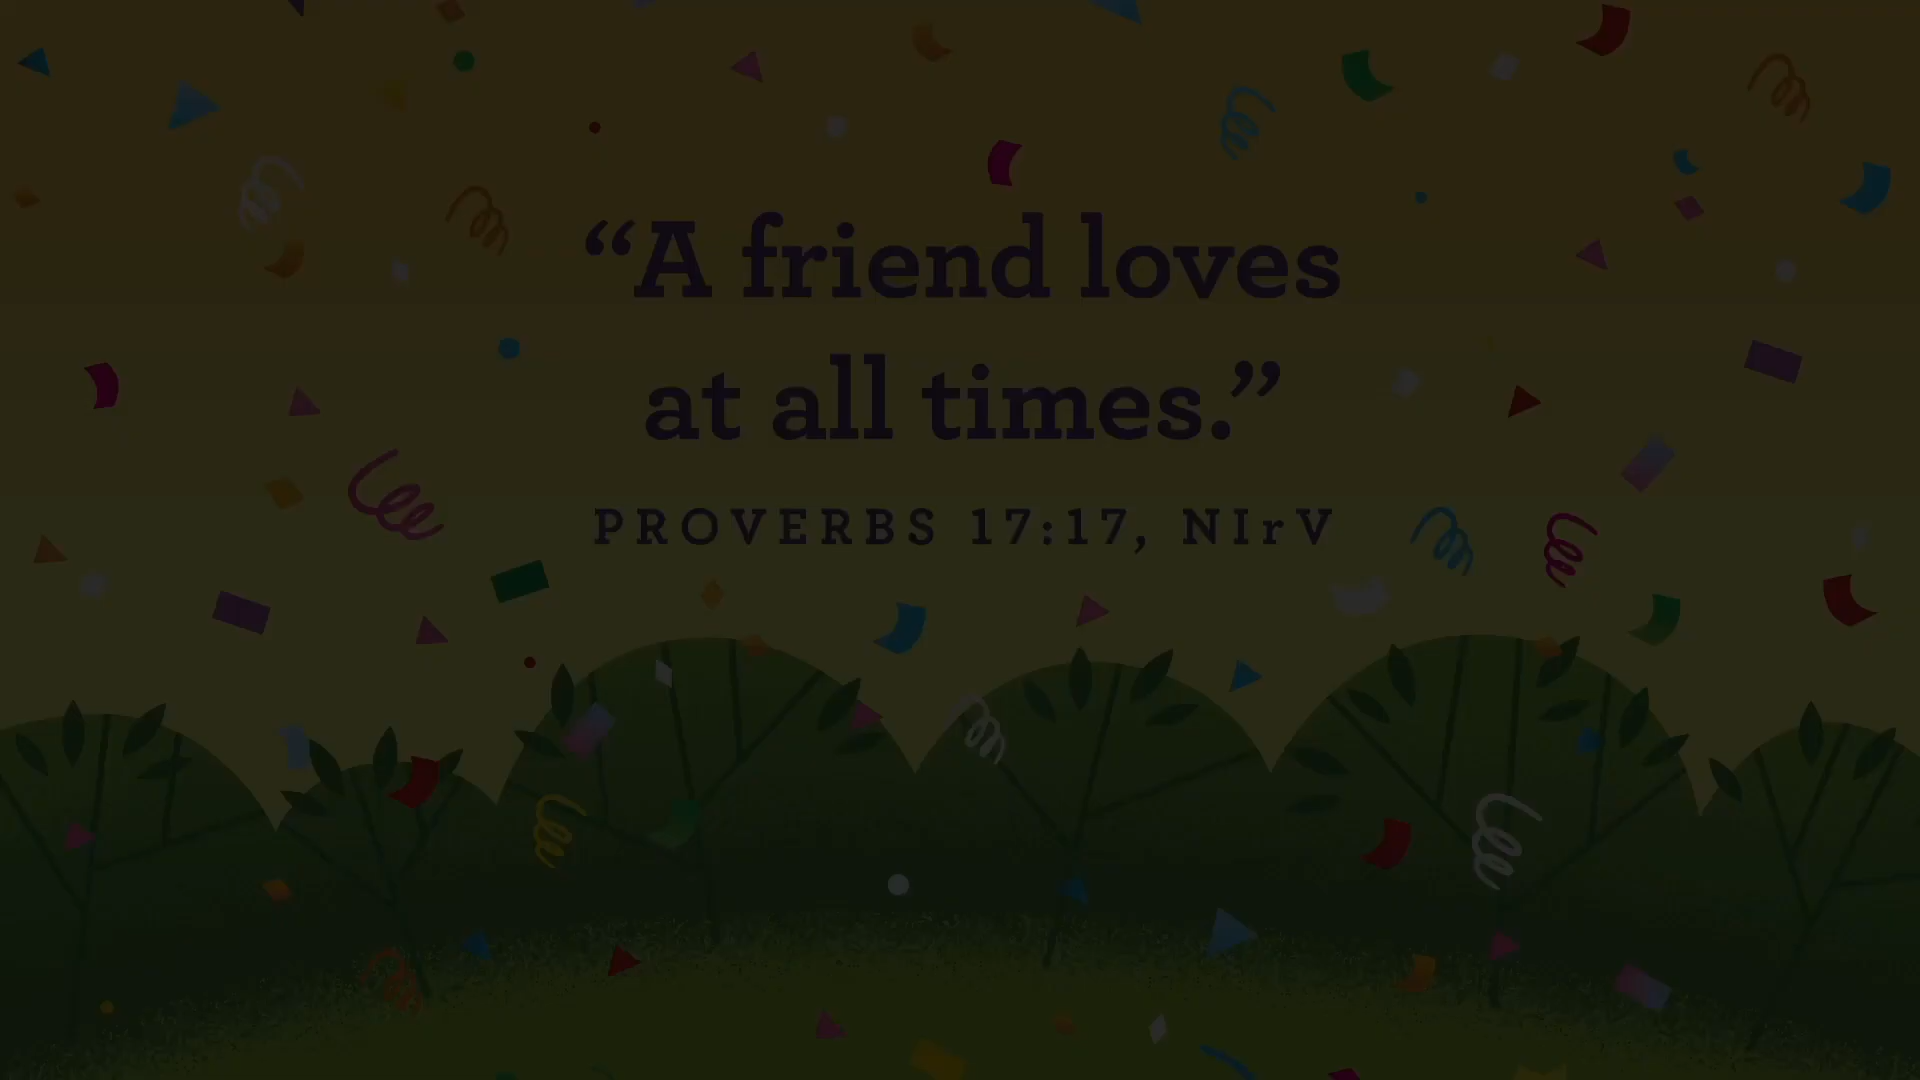 “A friend loves
at all times.”
PROVERBS 17:17, NIrV